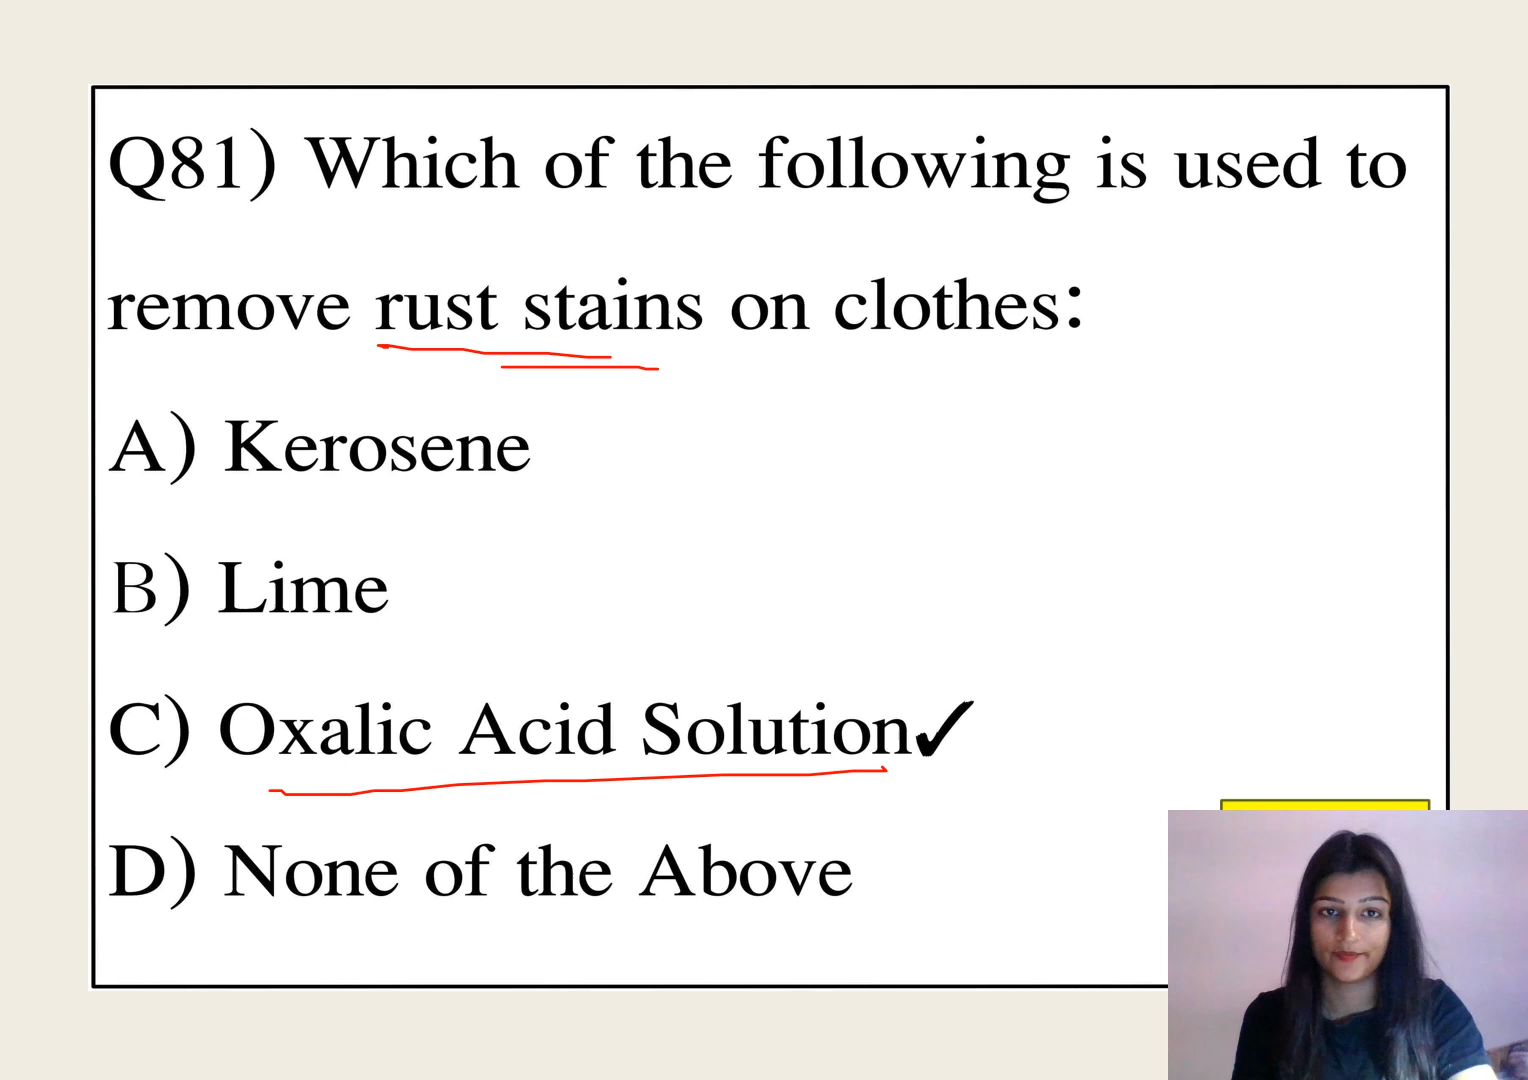 Q81) Which of the following is used to
remove rust stains on clothes:
A) Kerosene
B) Lime
C) Oxalic Acid Solution✓
D) None of the Above